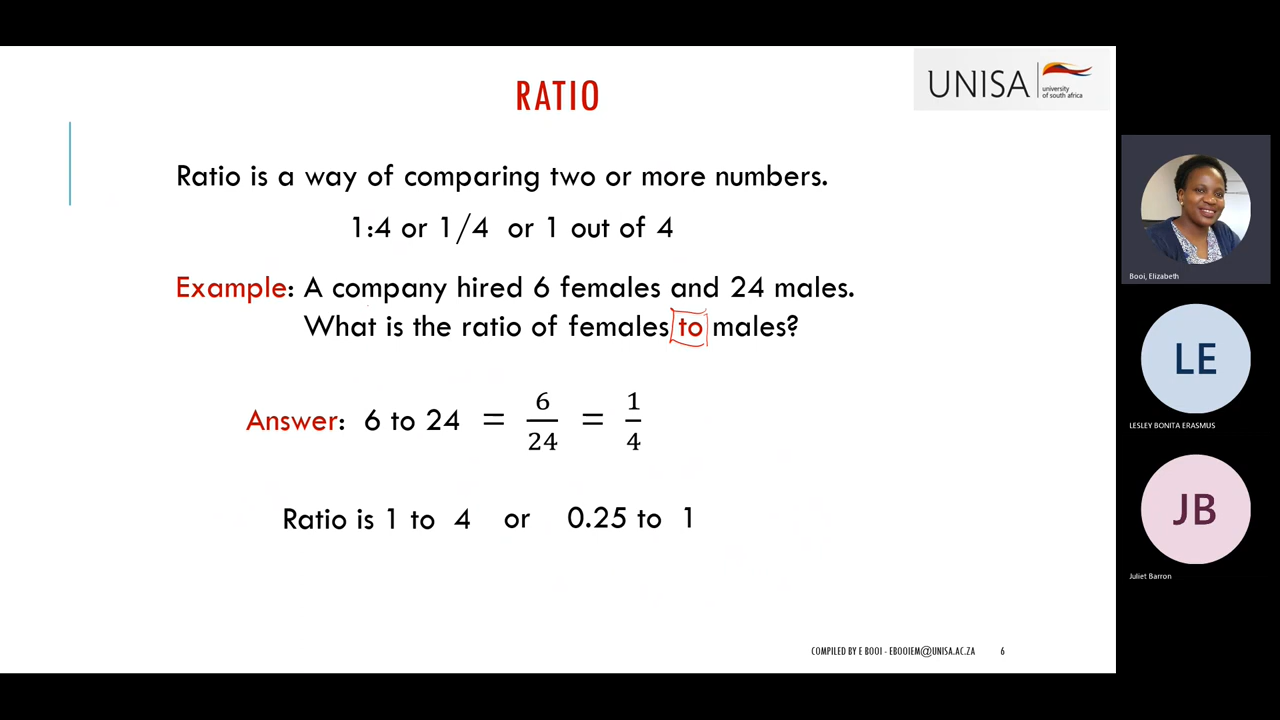 RATIO
UNISA
university
of south africa
Ratio is a way of comparing two or more numbers.
1:4 or 1/4 or 1 out of 4
Example: A company hired 6 females and 24 males.
What is the ratio of females to males?
Answer: 6 to 24 = 6/24 = 1/4
Ratio is 1 to 4 or 0.25 to 1
COMPILED BY E BOOI - EBOOIEM@UNISA.AC.ZA 6
Booi, Elizabeth
LE
LESLEY BONITA ERASMUS
JB
Juliet Barron